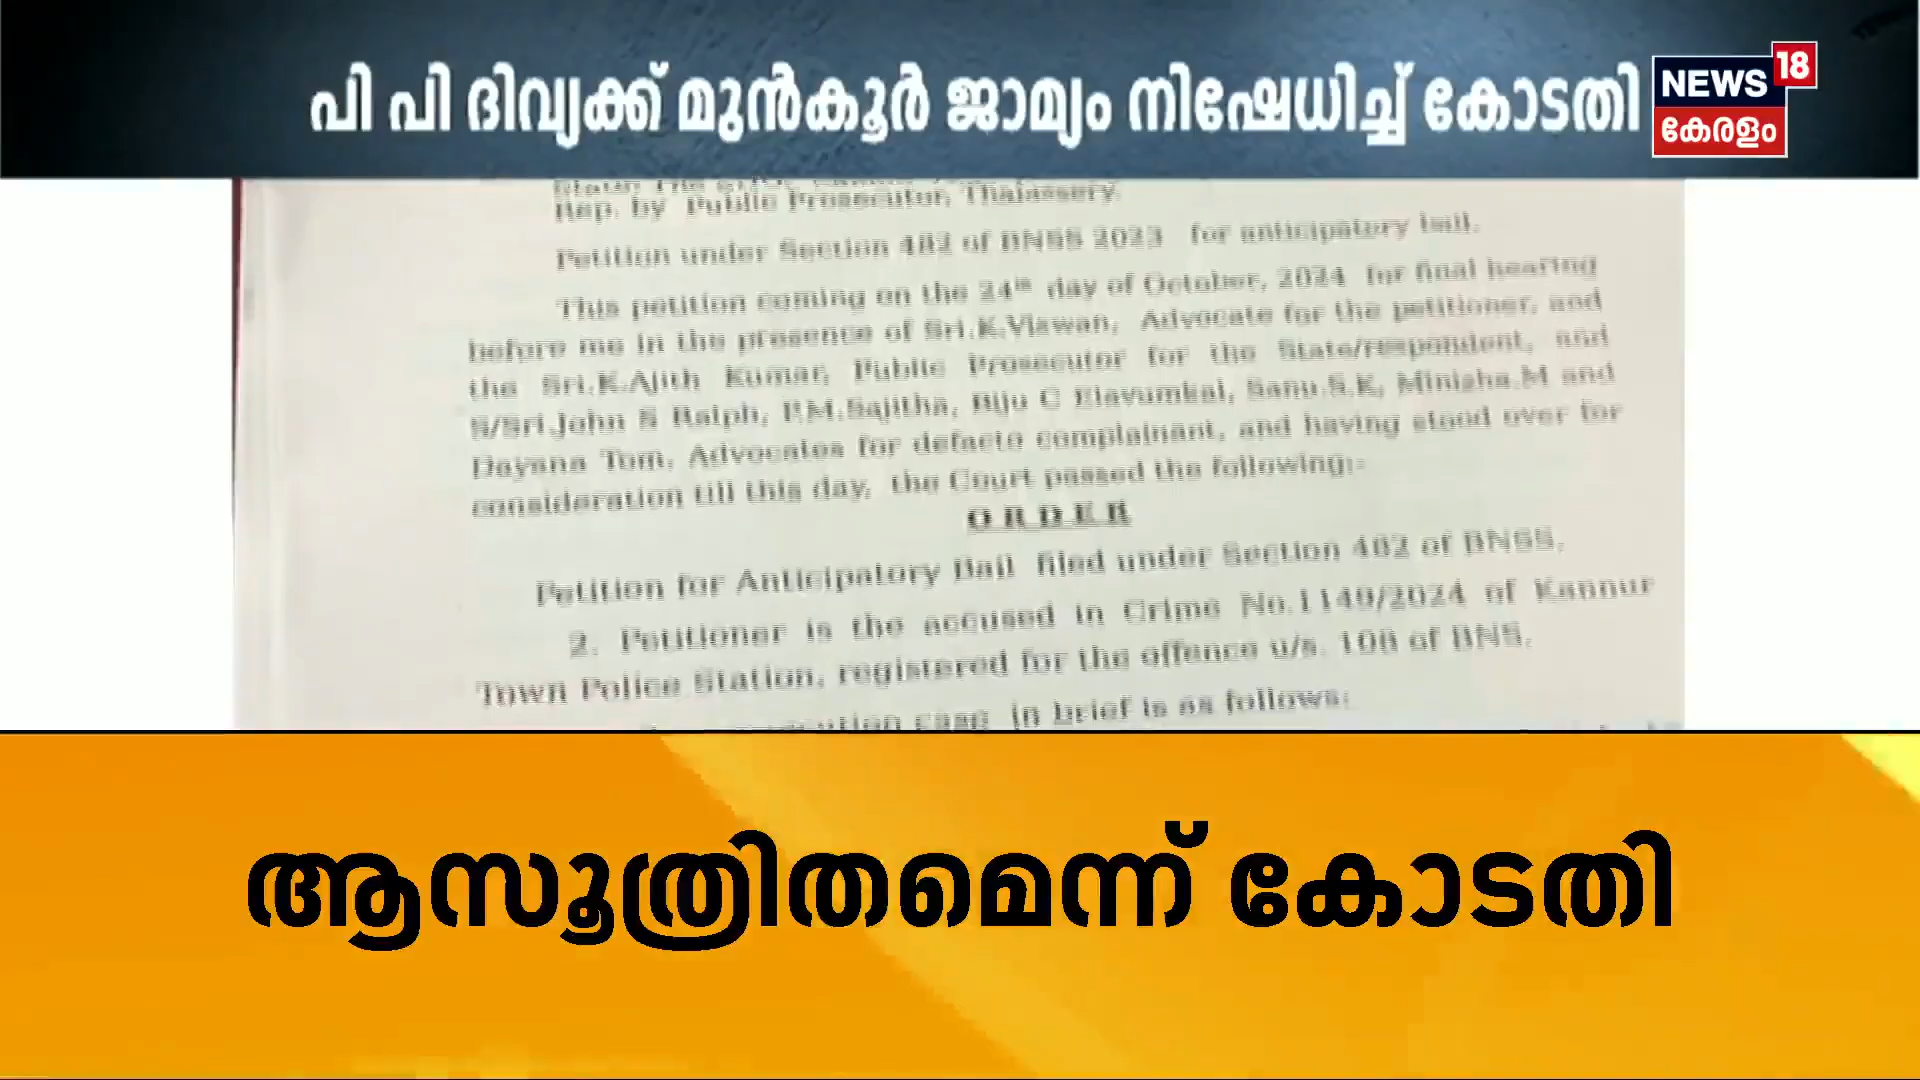 പി പി ദിവ്യക്ക് മുൻകൂർ ജാമ്യം നിഷേധിച്ച് കോടതി
NEWS 18
കേരളം
Rep. by Public Prosecutor, Thalassery.
Petition under Section 482 of BNSS 2023 for anticipatory bail.
This petition coming on the 24th day of October, 2024 for final hearing
before me in the presence of Sri.K.Viswan, Advocate for the petitioner, and
the Sri.K.Ajith Kumar, Public Prosecutor for the State/respondent, and
S/Sri.John S Ralph, P.M.Sajitha, Biju C Elavumkal, Sanu.S.K, Minisha.M and
Dayana Tom, Advocates for defacto complainant, and having stood over for
consideration till this day, the Court passed the following:-
O R D E R
Petition for Anticipatory Bail filed under Section 482 of BNSS.
2. Petitioner is the accused in Crime No.1149/2024 of Kannur
Town Police Station, registered for the offence u/s. 108 of BNS.
case in brief is as follows:
ആസൂത്രിതമെന്ന് കോടതി